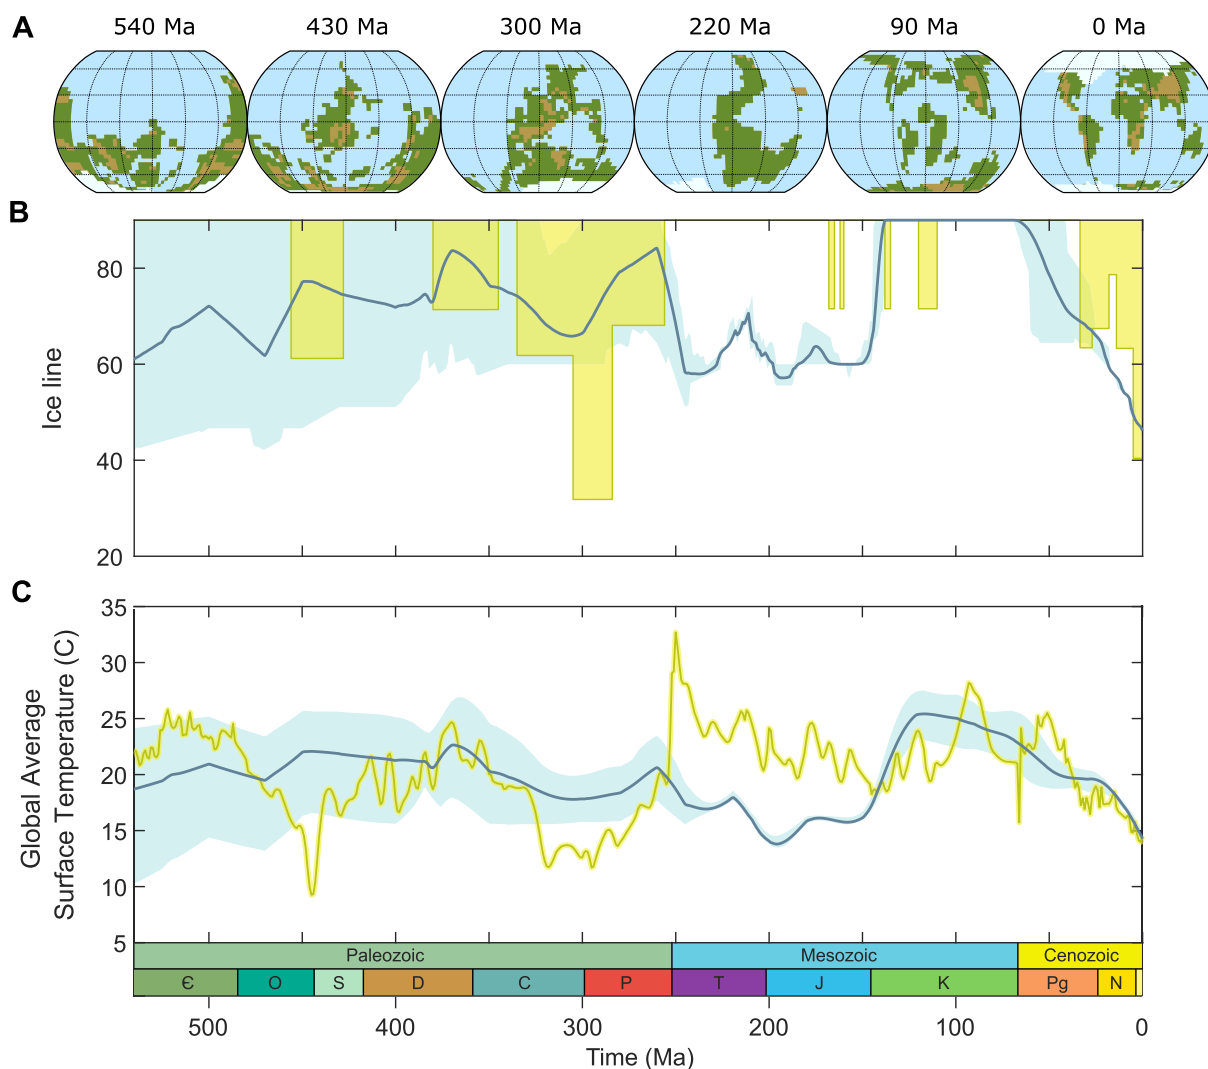 A
540 Ma 430 Ma 300 Ma 220 Ma 90 Ma 0 Ma
B
80
60
40
20
Ice line
C
35
30
25
20
15
10
5
Global Average
Surface Temperature (C)
Paleozoic Mesozoic Cenozoic
Є O S D C P T J K Pg N
500 400 300 200 100 0
Time (Ma)